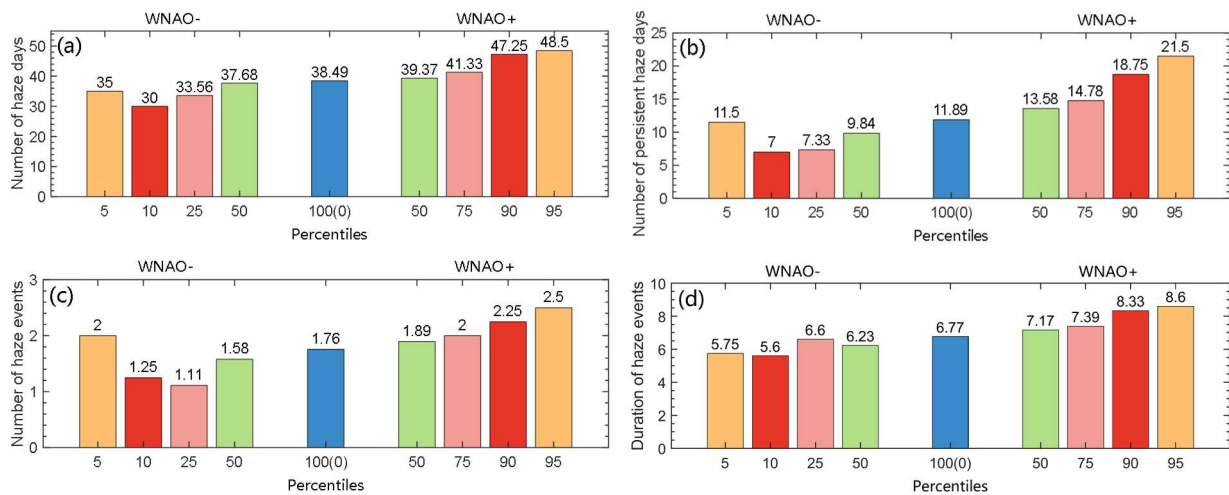 WNAO- WNAO+
(a)
Number of haze days
50
40
30
20
10
0
35 30 33.56 37.68 38.49 39.37 41.33 47.25 48.5
5 10 25 50 100(0) 50 75 90 95
Percentiles
WNAO- WNAO+
(b)
Number of persistent haze days
25
20
15
10
5
0
11.5 7 7.33 9.84 11.89 13.58 14.78 18.75 21.5
5 10 25 50 100(0) 50 75 90 95
Percentiles
WNAO- WNAO+
(c)
Number of haze events
3
2
1
0
2 1.25 1.11 1.58 1.76 1.89 2 2.25 2.5
5 10 25 50 100(0) 50 75 90 95
Percentiles
WNAO- WNAO+
(d)
Duration of haze events
10
8
6
4
2
0
5.75 5.6 6.6 6.23 6.77 7.17 7.39 8.33 8.6
5 10 25 50 100(0) 50 75 90 95
Percentiles